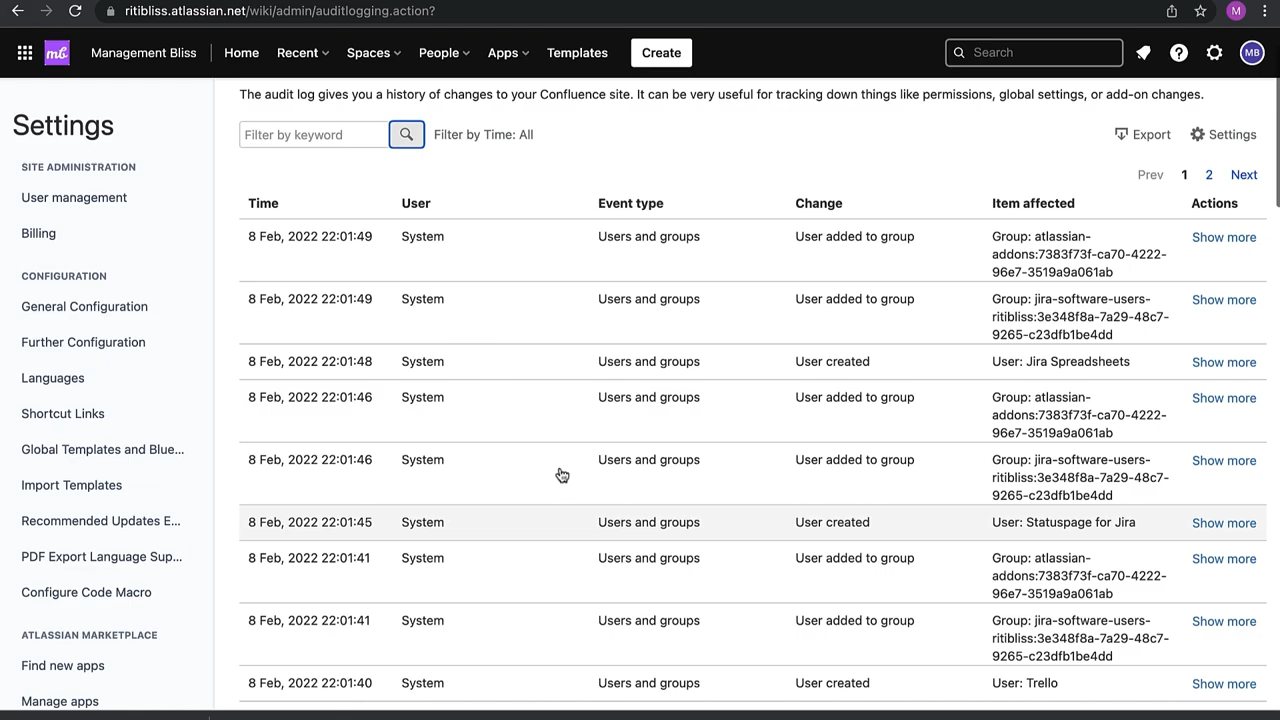 ritibliss.atlassian.net/wiki/admin/auditlogging.action?
M
mb Management Bliss Home Recent Spaces People Apps Templates Create Search MB
The audit log gives you a history of changes to your Confluence site. It can be very useful for tracking down things like permissions, global settings, or add-on changes.
Settings
SITE ADMINISTRATION
User management
Billing
CONFIGURATION
General Configuration
Further Configuration
Languages
Shortcut Links
Global Templates and Blue...
Import Templates
Recommended Updates E...
PDF Export Language Sup...
Configure Code Macro
ATLASSIAN MARKETPLACE
Find new apps
Manage apps
Filter by keyword Filter by Time: All Export Settings
Prev 1 2 Next
Time User Event type Change Item affected Actions
8 Feb, 2022 22:01:49 System Users and groups User added to group Group: atlassian- Show more
addons:7383f73f-ca70-4222-
96e7-3519a9a061ab
8 Feb, 2022 22:01:49 System Users and groups User added to group Group: jira-software-users- Show more
ritibliss:3e348f8a-7a29-48c7-
9265-c23dfb1be4dd
8 Feb, 2022 22:01:48 System Users and groups User created User: Jira Spreadsheets Show more
8 Feb, 2022 22:01:46 System Users and groups User added to group Group: atlassian- Show more
addons:7383f73f-ca70-4222-
96e7-3519a9a061ab
8 Feb, 2022 22:01:46 System Users and groups User added to group Group: jira-software-users- Show more
ritibliss:3e348f8a-7a29-48c7-
9265-c23dfb1be4dd
8 Feb, 2022 22:01:45 System Users and groups User created User: Statuspage for Jira Show more
8 Feb, 2022 22:01:41 System Users and groups User added to group Group: atlassian- Show more
addons:7383f73f-ca70-4222-
96e7-3519a9a061ab
8 Feb, 2022 22:01:41 System Users and groups User added to group Group: jira-software-users- Show more
ritibliss:3e348f8a-7a29-48c7-
9265-c23dfb1be4dd
8 Feb, 2022 22:01:40 System Users and groups User created User: Trello Show more